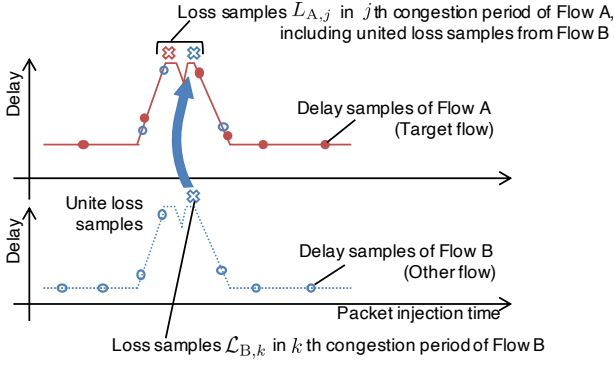 Loss samples L_{A,j} in jth congestion period of Flow A,
including united loss samples from Flow B
Delay
Delay samples of Flow A
(Target flow)
Unite loss
samples
Delay
Delay samples of Flow B
(Other flow)
Packet injection time
Loss samples 𝓛_{B,k} in k th congestion period of Flow B